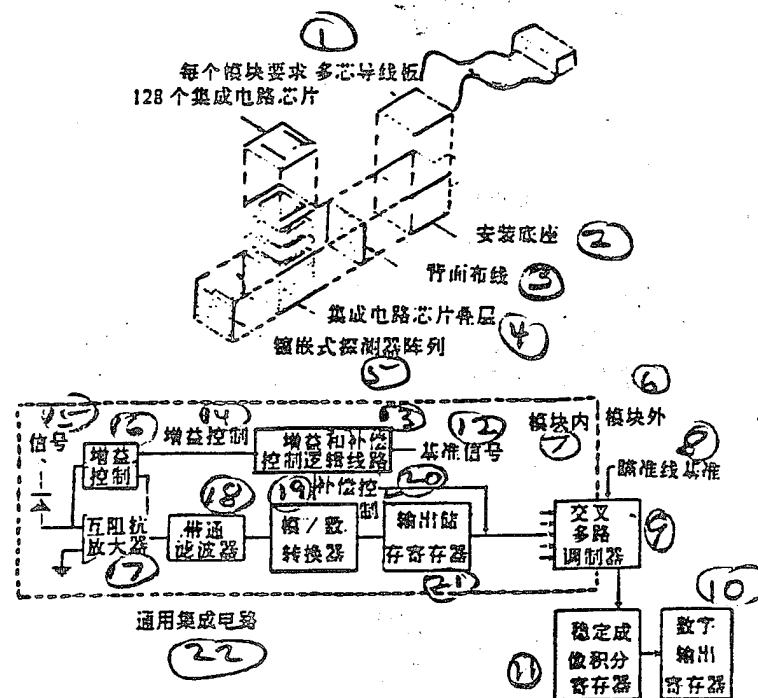 1
每个模块要求 多芯导线板
128 个集成电路芯片
安装底座 2
背面布线 3
集成电路芯片叠层 4
镶嵌式探测器阵列
5
6
15 16 14 13 12 模块内 模块外
7 8
信号 增益控制 增益和补偿 基准信号 瞄准线基准
增益 控制逻辑线路
控制
18 19 补偿控 20
制
互阻抗 带通 模/数 输出贮 交叉
放大器 滤波器 转换器 存寄存器 多路
调制器 9
17 21
通用集成电路
22
10
稳定成 数字
像积分 输出
寄存器 寄存器
11